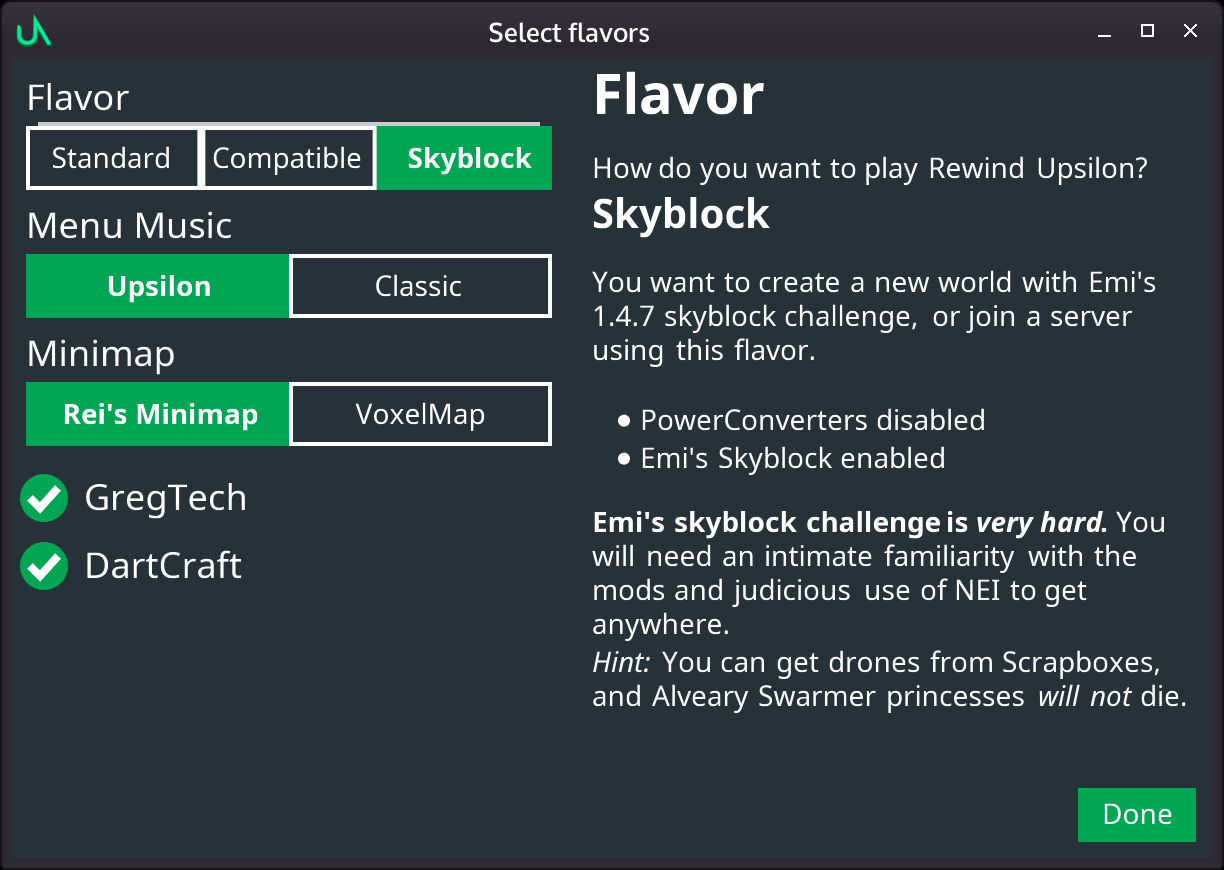 Select flavors
Flavor
Standard Compatible Skyblock
Menu Music
Upsilon Classic
Minimap
Rei's Minimap VoxelMap
GregTech
DartCraft
Flavor
How do you want to play Rewind Upsilon?
Skyblock
You want to create a new world with Emi's
1.4.7 skyblock challenge, or join a server
using this flavor.
• PowerConverters disabled
• Emi's Skyblock enabled
Emi's skyblock challenge is very hard. You
will need an intimate familiarity with the
mods and judicious use of NEI to get
anywhere.
Hint: You can get drones from Scrapboxes,
and Alveary Swarmer princesses will not die.
Done